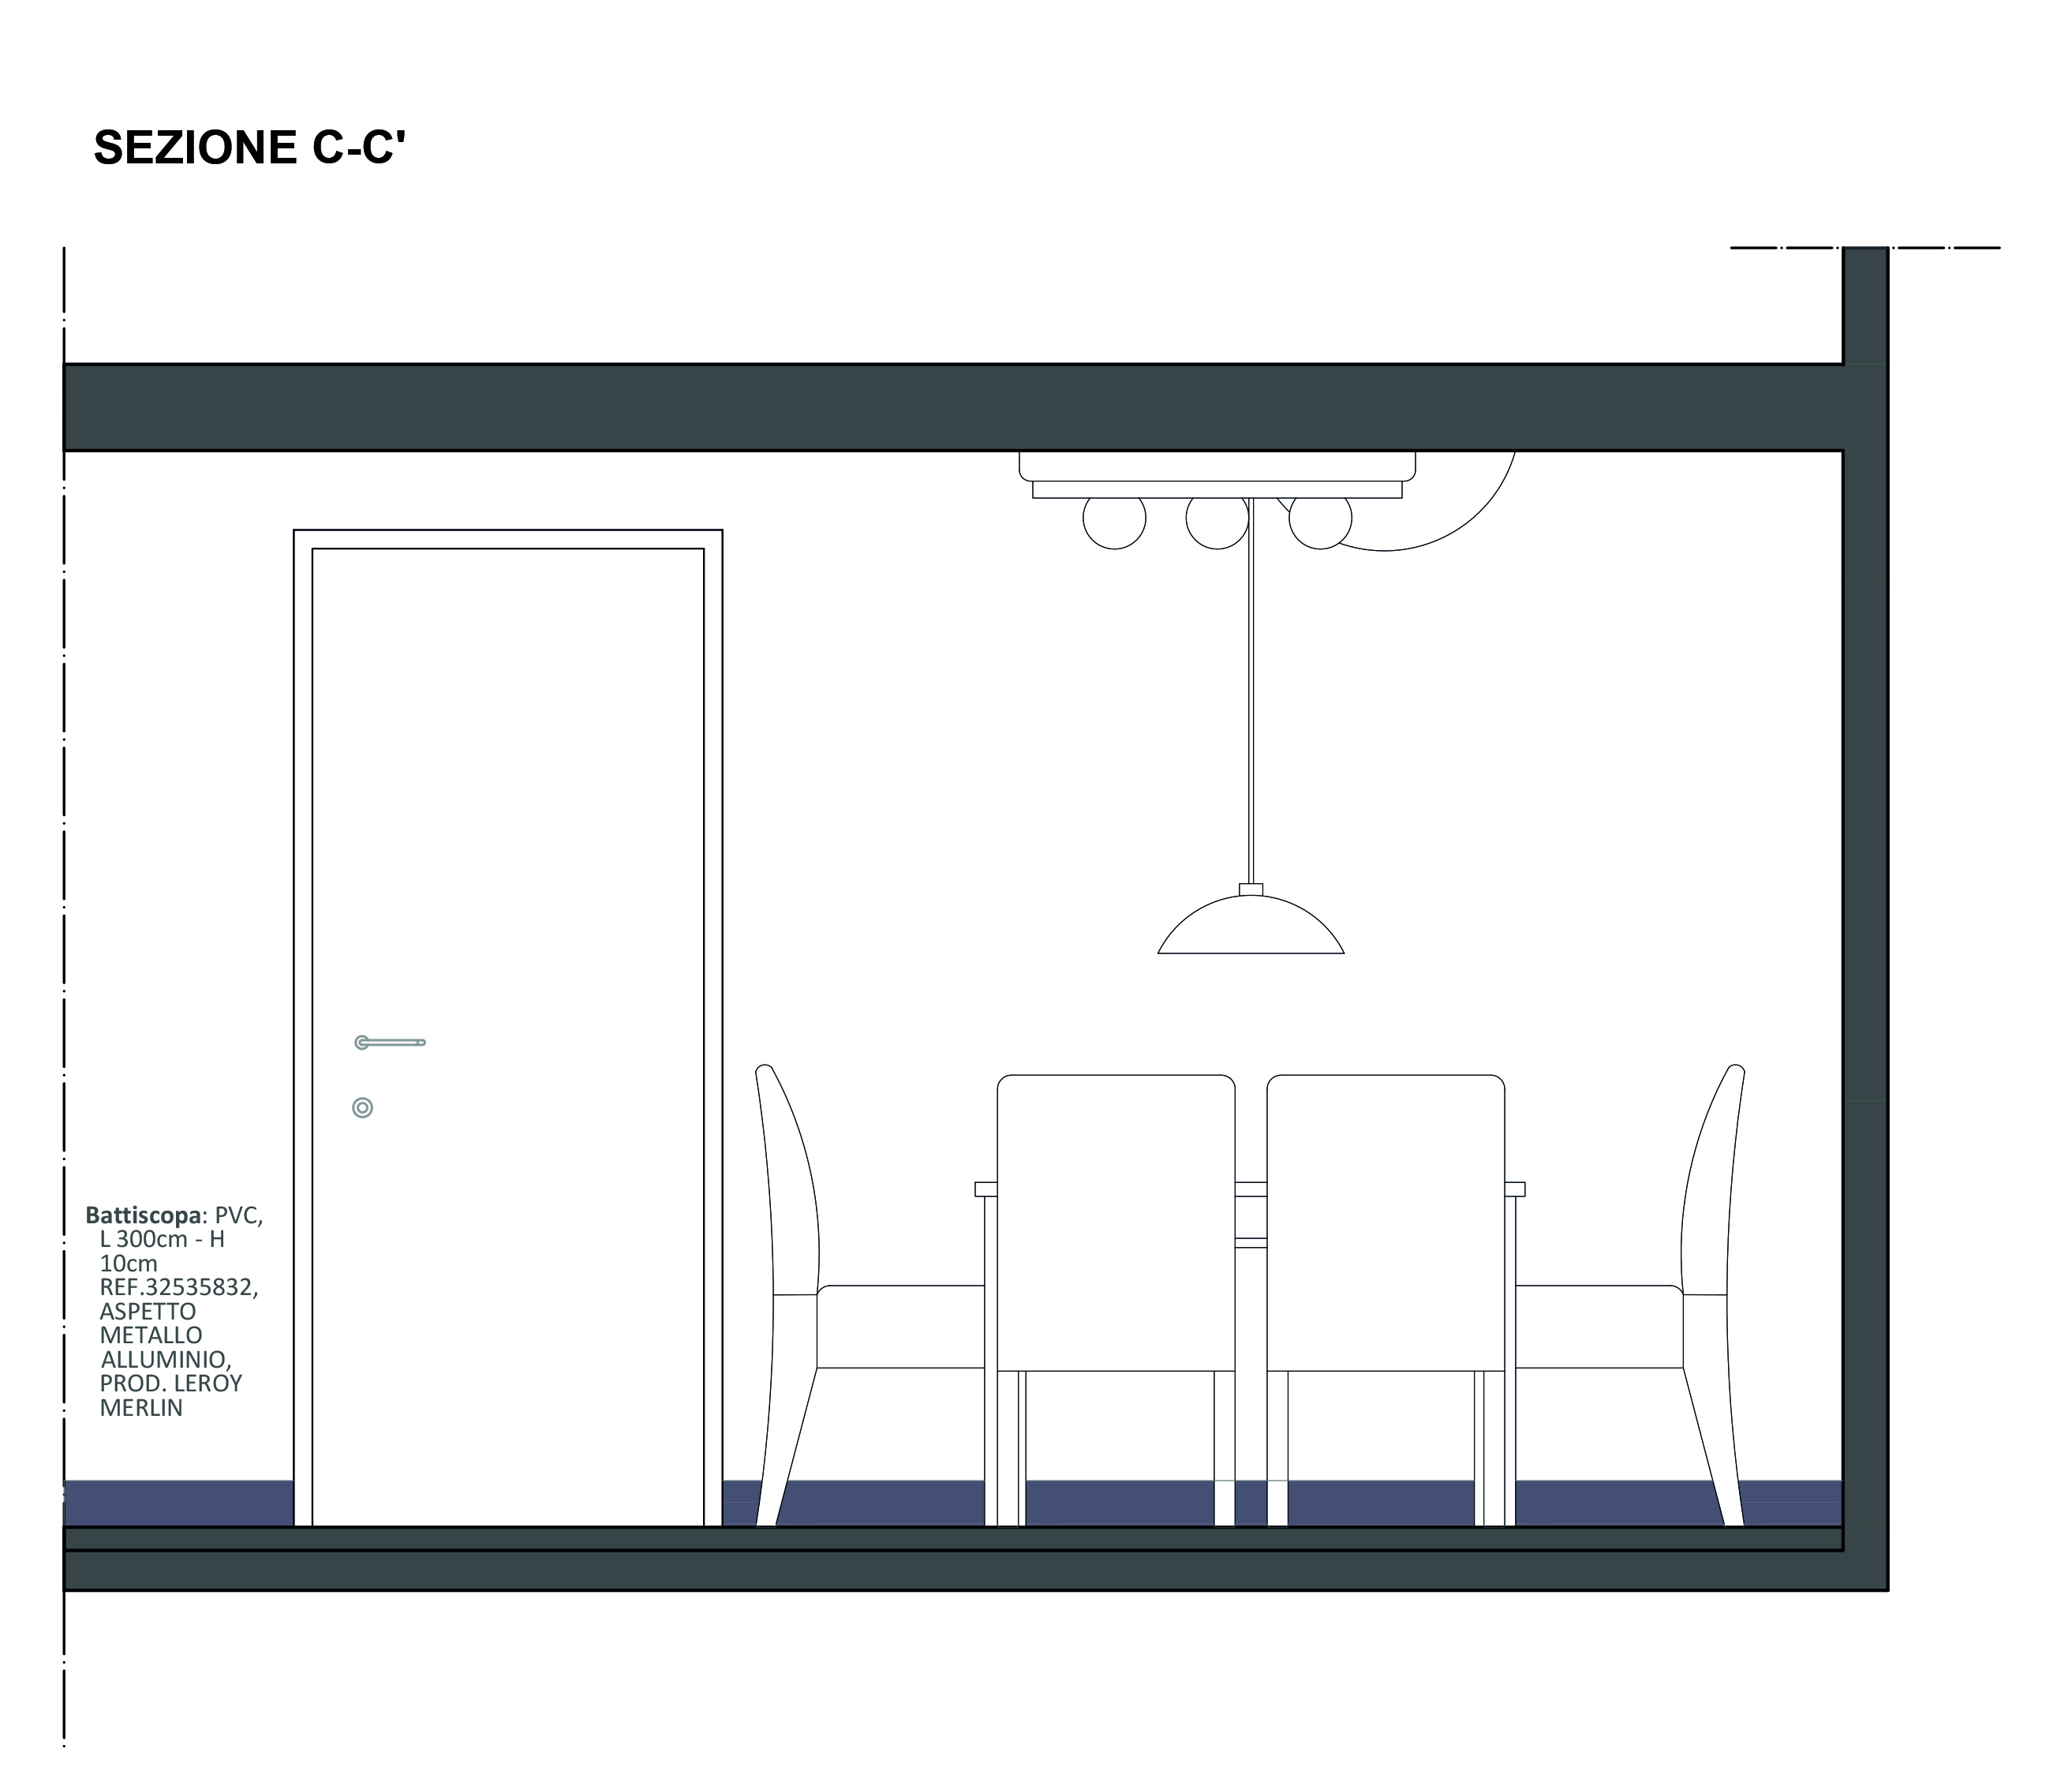 SEZIONE C-C'
Battiscopa: PVC,
L 300cm - H
10cm
REF.32535832,
ASPETTO
METALLO
ALLUMINIO,
PROD. LEROY
MERLIN